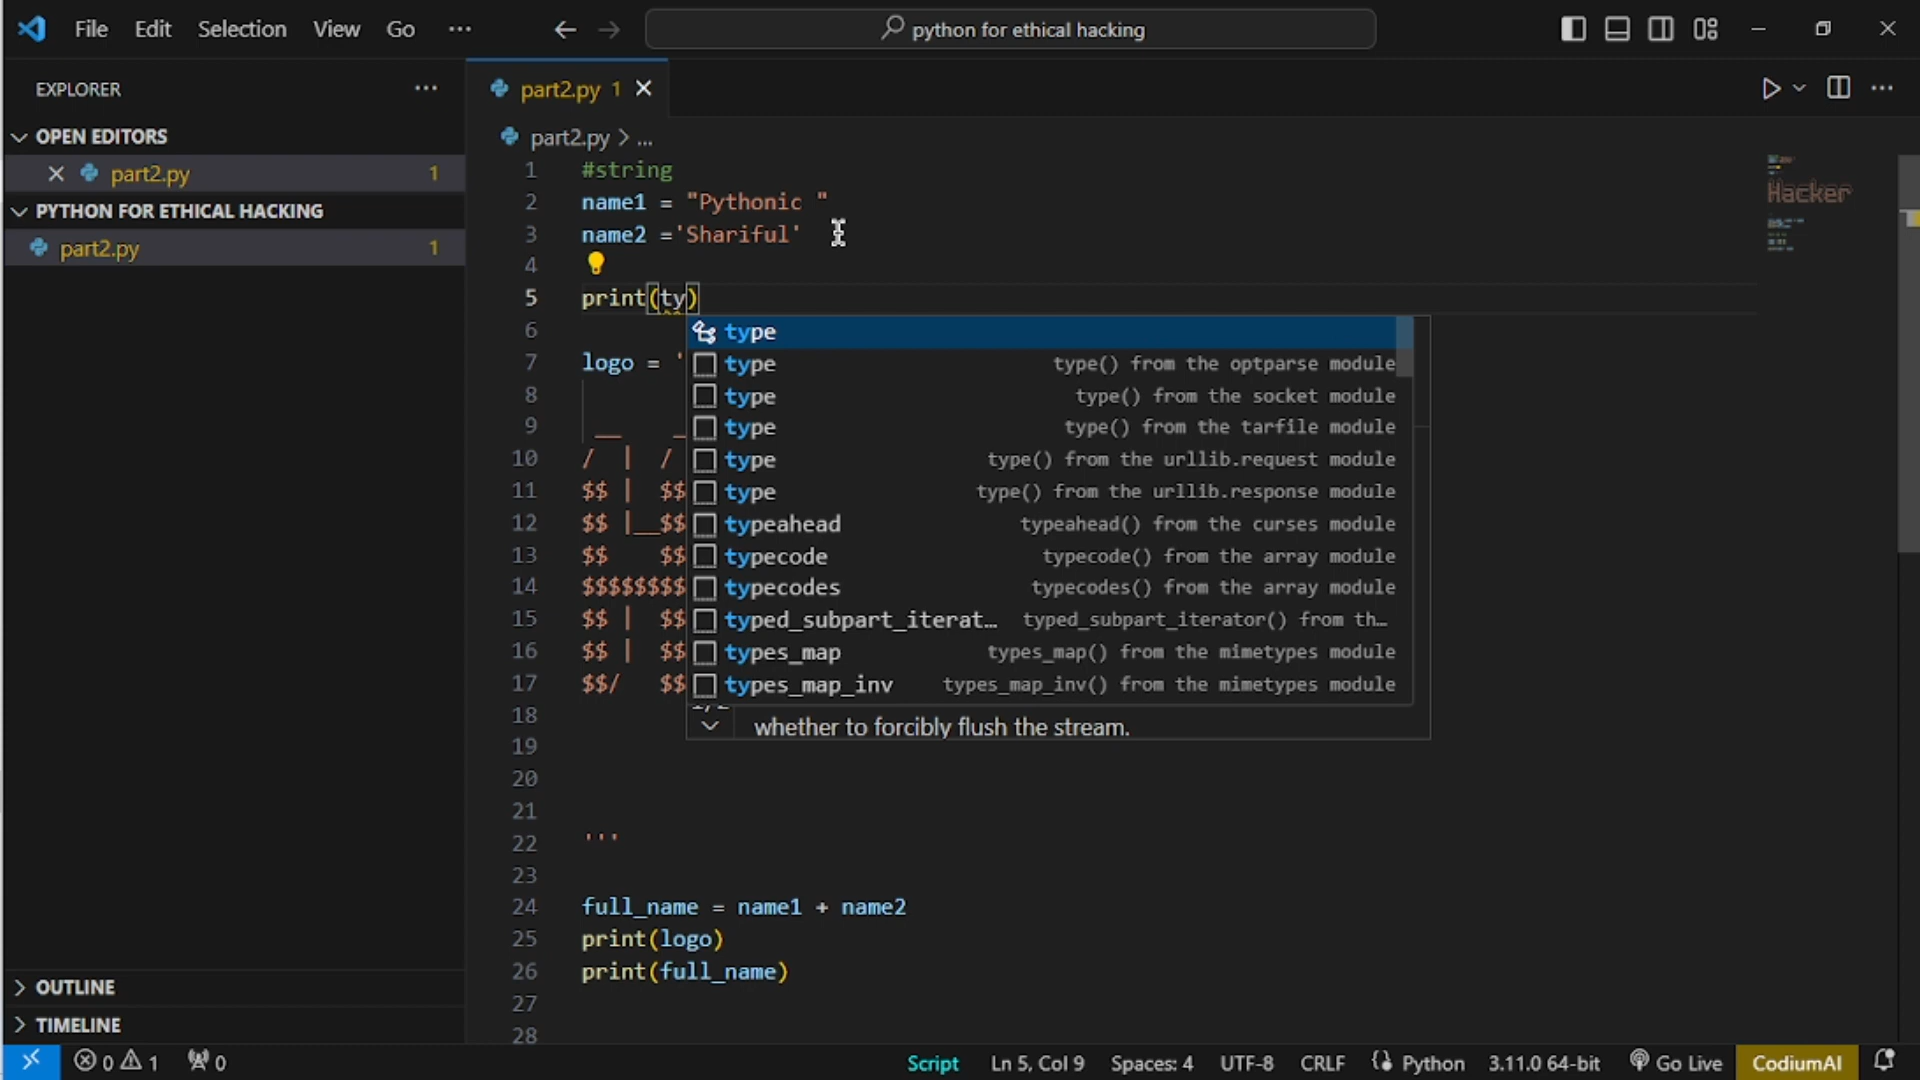 File Edit Selection View Go ··· python for ethical hacking
EXPLORER ···
OPEN EDITORS
part2.py 1
PYTHON FOR ETHICAL HACKING
part2.py 1
OUTLINE
TIMELINE
part2.py 1
part2.py > ...
1 #string
2 name1 = "Pythonic "
3 name2 ='Shariful'
4
5 print(ty)
6
7 logo = '
8
9 __ _
10 / | /
11 $$ | $$
12 $$ |__$$
13 $$ $$
14 $$$$$$$$
15 $$ | $$
16 $$ | $$
17 $$/ $$
18
19
20
21
22 '''
23
24 full_name = name1 + name2
25 print(logo)
26 print(full_name)
27
28
type
type type() from the optparse module
type type() from the socket module
type type() from the tarfile module
type type() from the urllib.request module
type type() from the urllib.response module
typeahead typeahead() from the curses module
typecode typecode() from the array module
typecodes typecodes() from the array module
typed_subpart_iterat... typed_subpart_iterator() from th...
types_map types_map() from the mimetypes module
types_map_inv types_map_inv() from the mimetypes module
whether to forcibly flush the stream.
Hacker
0 1 0 Script Ln 5, Col 9 Spaces: 4 UTF-8 CRLF Python 3.11.0 64-bit Go Live CodiumAI